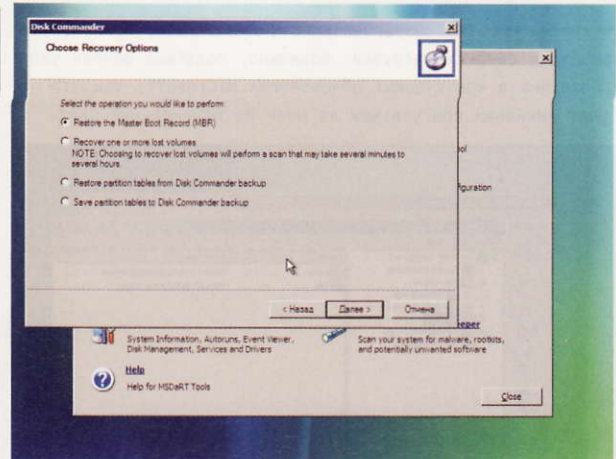 Disk Commander
Choose Recovery Options
Select the operation you would like to perform:
Restore the Master Boot Record (MBR)
Recover one or more lost volumes
NOTE: Choosing to recover lost volumes will perform a scan that may take several minutes to
several hours.
Restore partition tables from Disk Commander backup
Save partition tables to Disk Commander backup
< Назад
Далее >
Отмена
System Information, Autoruns, Event Viewer,
Disk Management, Services and Drivers
Scan your system for malware, rootkits,
and potentially unwanted software
Help
Help for MSDaRT Tools
Close